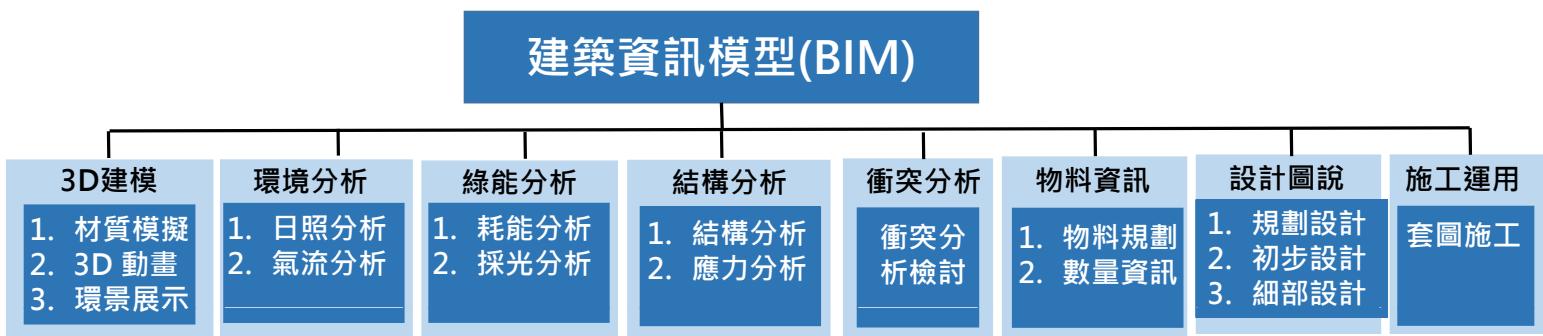 建築資訊模型(BIM)
3D建模
1. 材質模擬
2. 3D 動畫
3. 環景展示
環境分析
1. 日照分析
2. 氣流分析
綠能分析
1. 耗能分析
2. 採光分析
結構分析
1. 結構分析
2. 應力分析
衝突分析
衝突分
析檢討
物料資訊
1. 物料規劃
2. 數量資訊
設計圖說
1. 規劃設計
2. 初步設計
3. 細部設計
施工運用
套圖施工